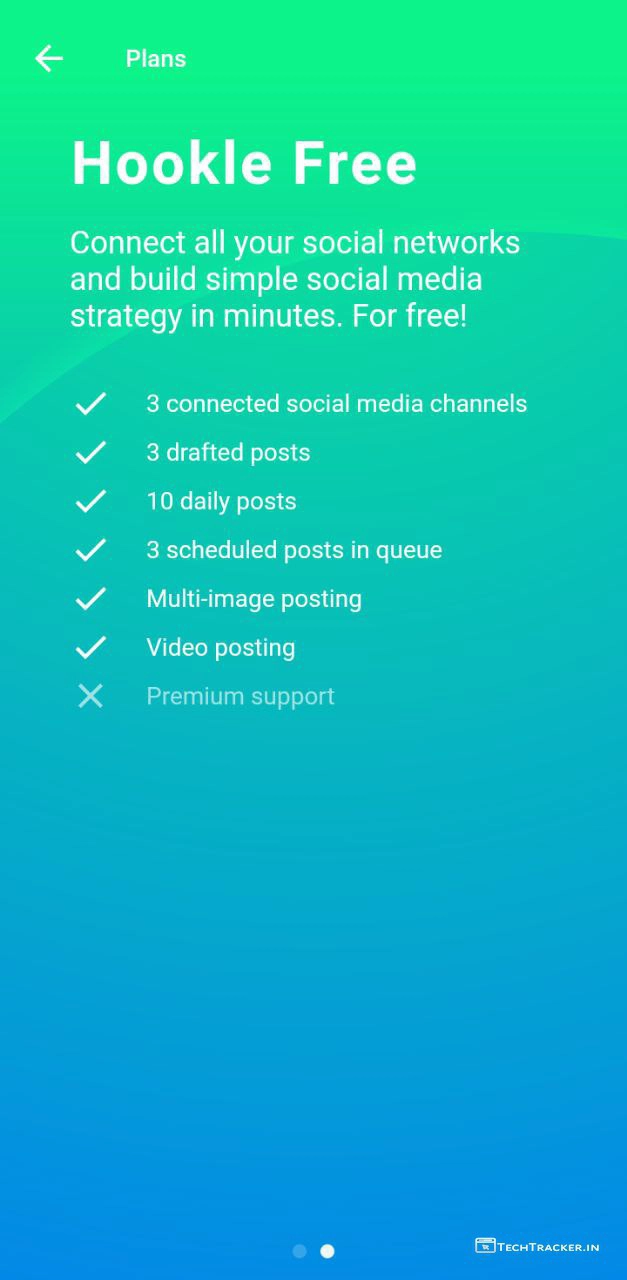 Plans
Hookle Free
Connect all your social networks
and build simple social media
strategy in minutes. For free!
3 connected social media channels
3 drafted posts
10 daily posts
3 scheduled posts in queue
Multi-image posting
Video posting
Premium support
TECHTRACKER.IN